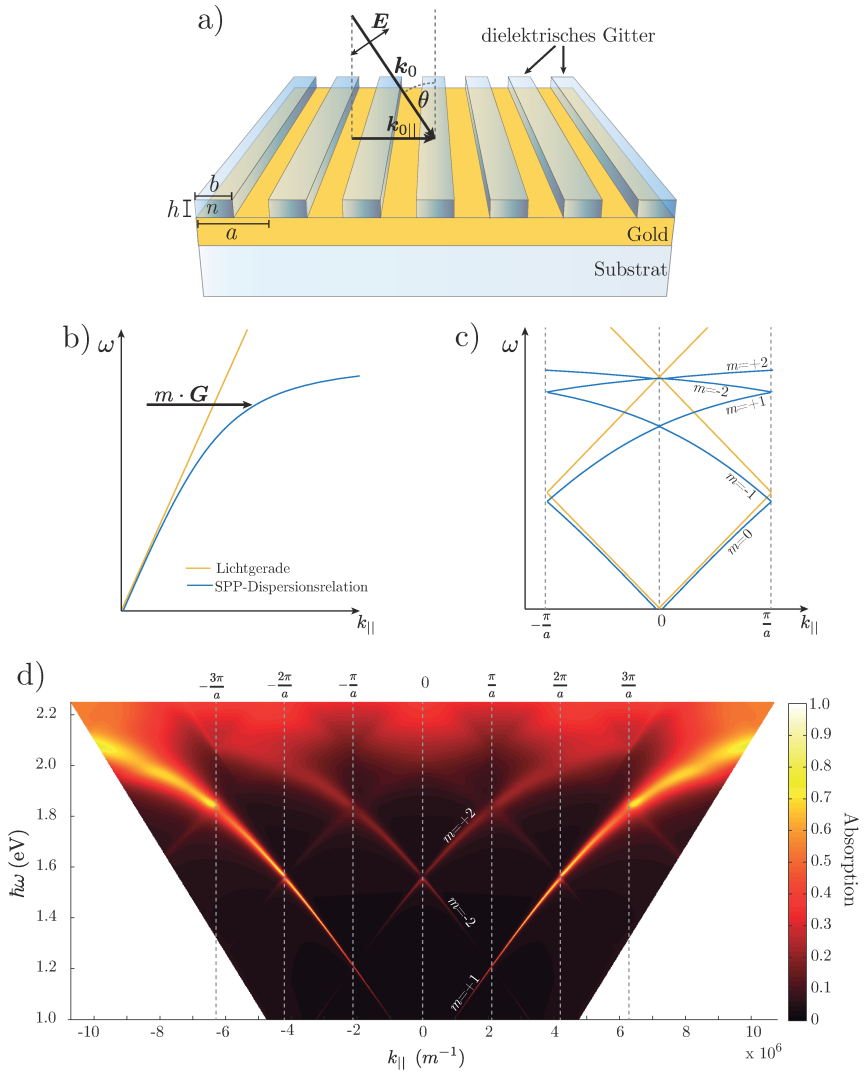 a)
E
dielektrisches Gitter
k₀
θ
k₀||
b
h
n
a
Gold
Substrat
b)
ω
m · G
Lichtgerade
SPP-Dispersionsrelation
k||
c)
ω
m=+2
m=-2
m=+1
m=-1
m=0
-π/a
0
π/a
k||
d)
-3π/a
-2π/a
-π/a
0
π/a
2π/a
3π/a
2.2
2.0
1.8
1.6
1.4
1.2
1.0
ħω (eV)
m=+2
m=-2
m=+1
-10
-8
-6
-4
-2
0
2
4
6
8
10
x 10⁶
k|| (m⁻¹)
1.0
0.9
0.8
0.7
0.6
0.5
0.4
0.3
0.2
0.1
0
Absorption